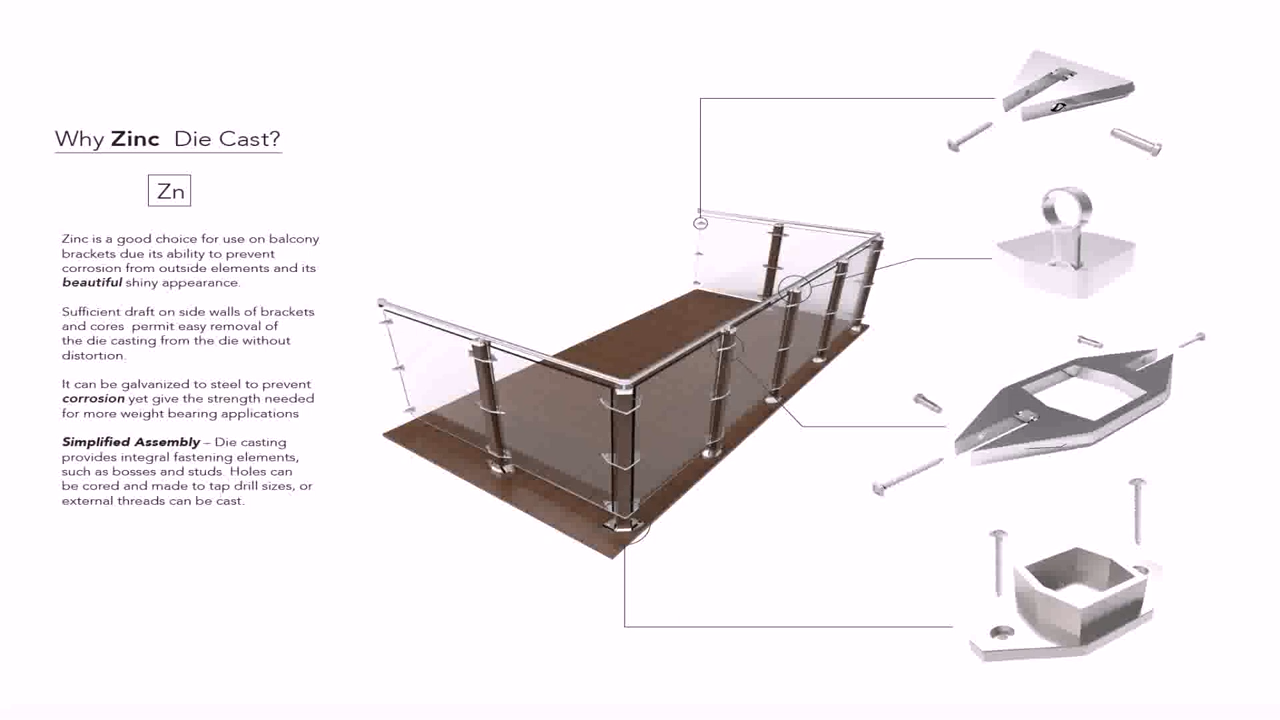 Why Zinc Die Cast?
Zn
Zinc is a good choice for use on balcony
brackets due its ability to prevent
corrosion from outside elements and its
beautiful shiny appearance.
Sufficient draft on side walls of brackets
and cores permit easy removal of
the die casting from the die without
distortion.
It can be galvanized to steel to prevent
corrosion yet give the strength needed
for more weight bearing applications
Simplified Assembly – Die casting
provides integral fastening elements,
such as bosses and studs Holes can
be cored and made to tap drill sizes, or
external threads can be cast.